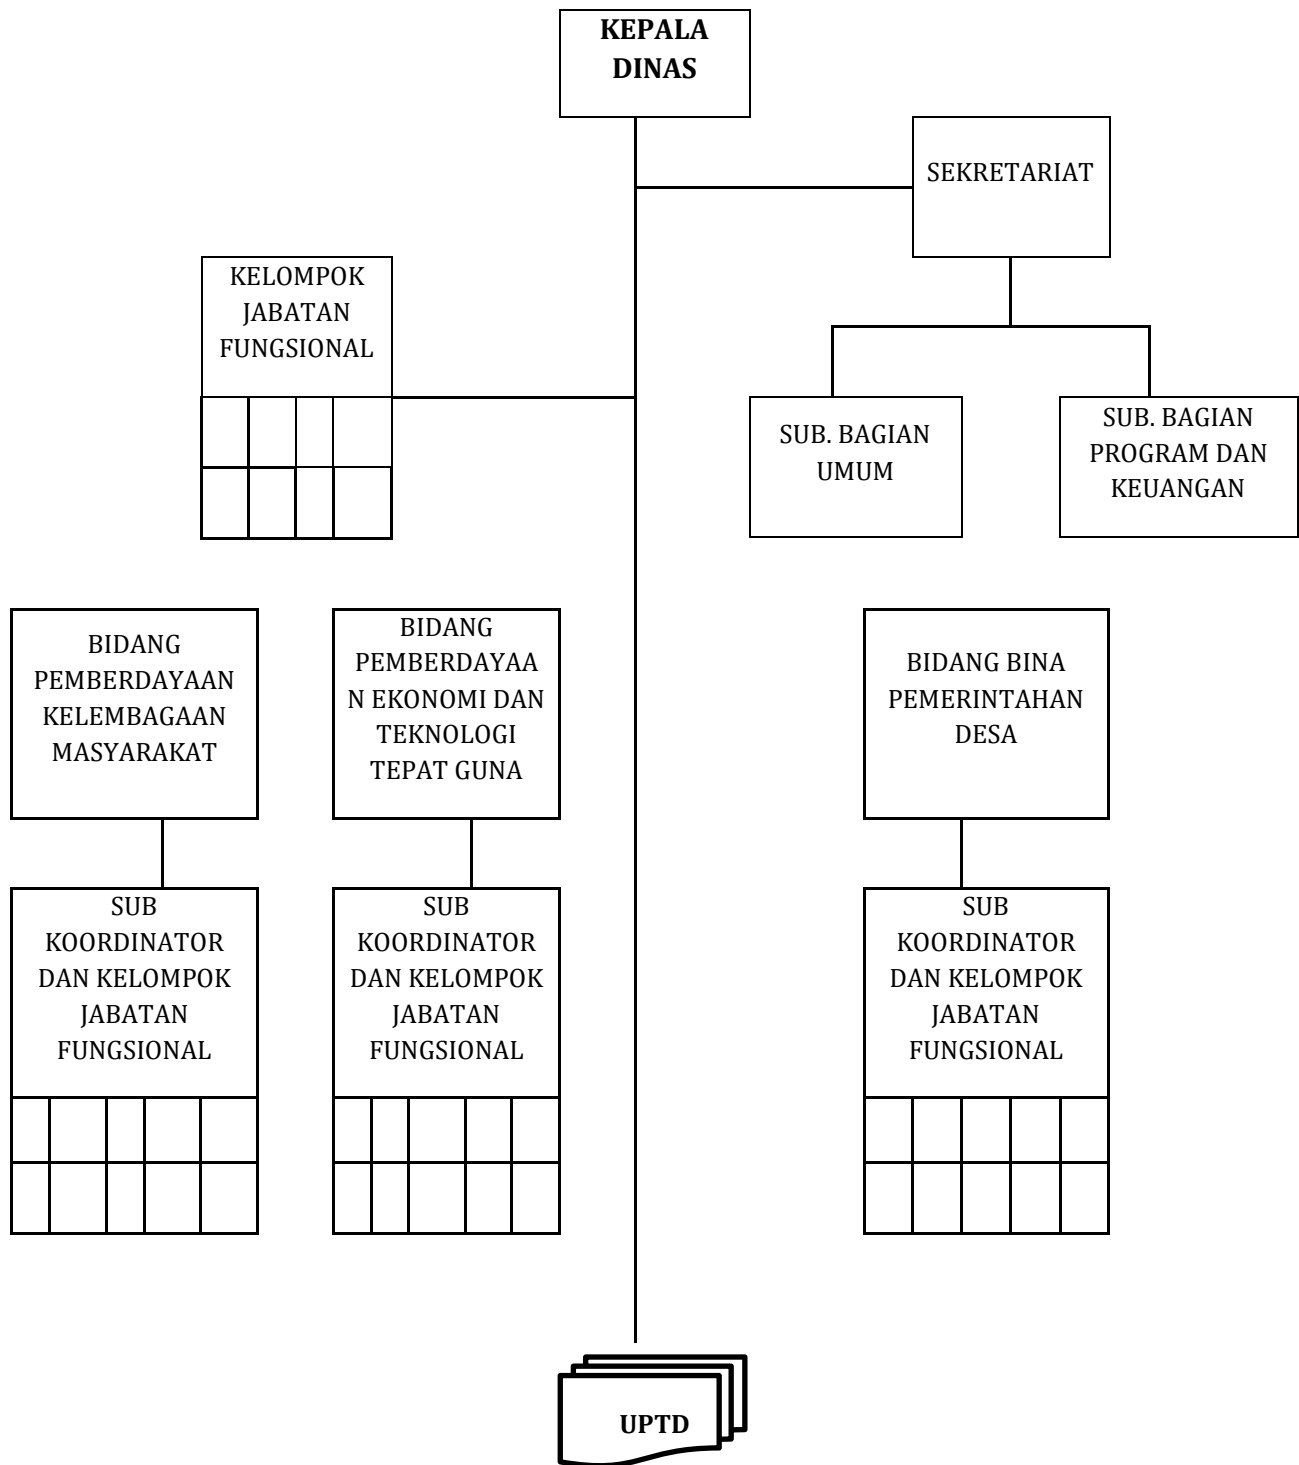 KEPALA
DINAS
SEKRETARIAT
KELOMPOK
JABATAN
FUNGSIONAL
SUB. BAGIAN
UMUM
SUB. BAGIAN
PROGRAM DAN
KEUANGAN
BIDANG
PEMBERDAYAAN
KELEMBAGAAN
MASYARAKAT
BIDANG
PEMBERDAYAA
N EKONOMI DAN
TEKNOLOGI
TEPAT GUNA
BIDANG BINA
PEMERINTAHAN
DESA
SUB
KOORDINATOR
DAN KELOMPOK
JABATAN
FUNGSIONAL
SUB
KOORDINATOR
DAN KELOMPOK
JABATAN
FUNGSIONAL
SUB
KOORDINATOR
DAN KELOMPOK
JABATAN
FUNGSIONAL
UPTD